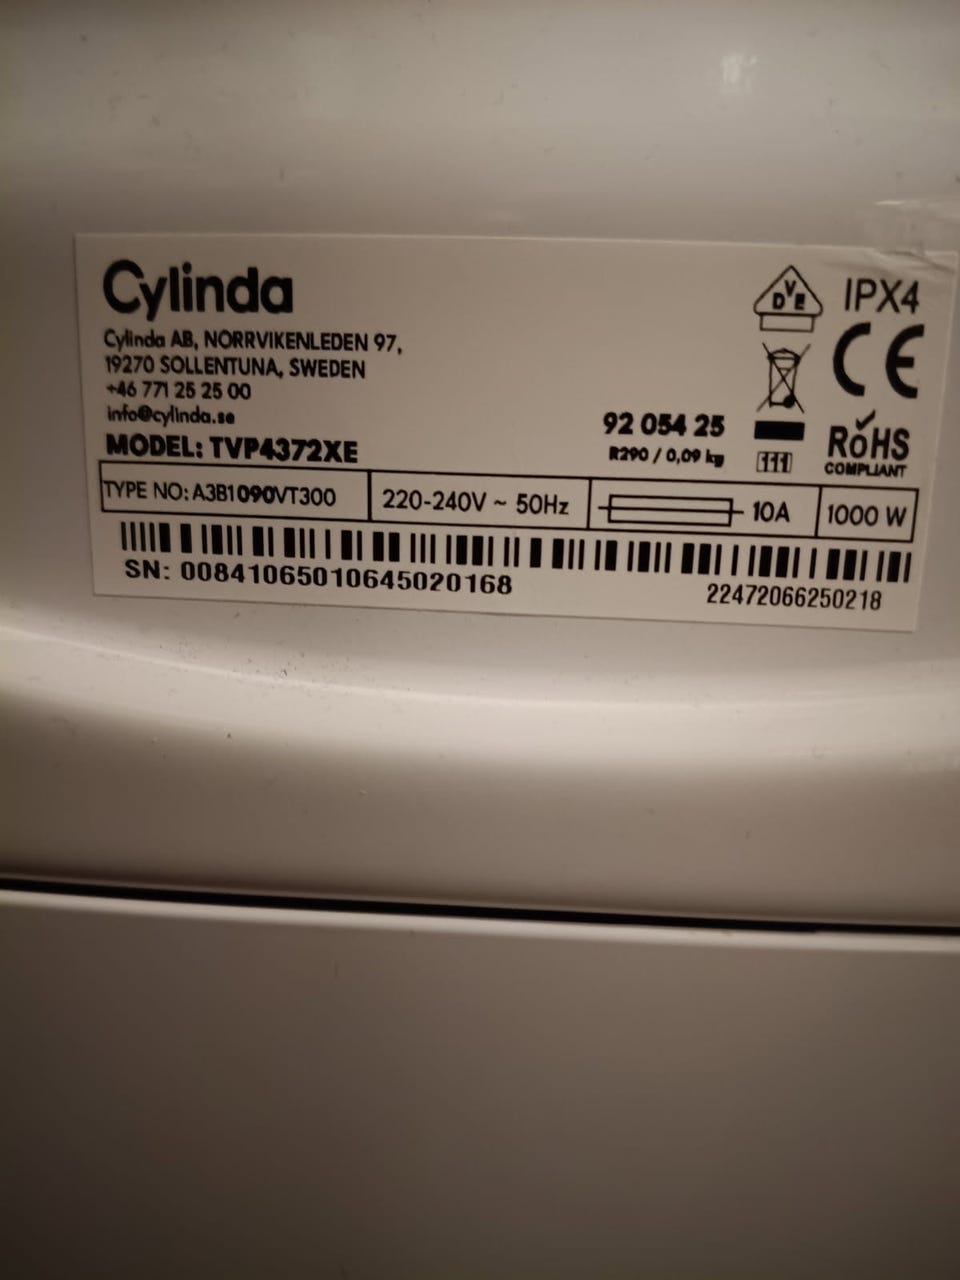 Cylinda
Cylinda AB, NORRVIKENLEDEN 97,
19270 SOLLENTUNA, SWEDEN
+46 771 25 25 00
info@cylinda.se
MODEL: TVP4372XE
DVE
IPX4
CE
92 054 25
R290 / 0,09 kg
RoHS
COMPLIANT
TYPE NO: A3B1090VT300
220-240V ~ 50Hz
10A
1000 W
SN: 00841065010645020168
22472066250218